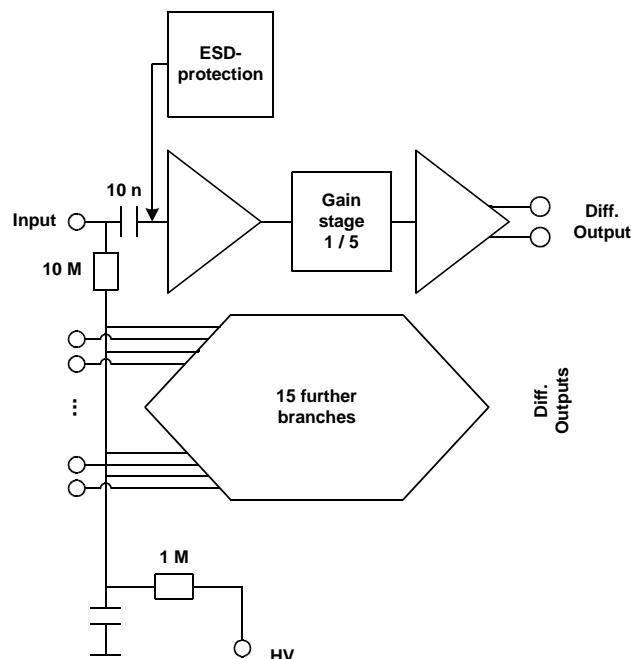 ESD-
protection
10 n
Input
Gain
stage
1 / 5
Diff.
Output
10 M
...
15 further
branches
Diff.
Outputs
1 M
HV